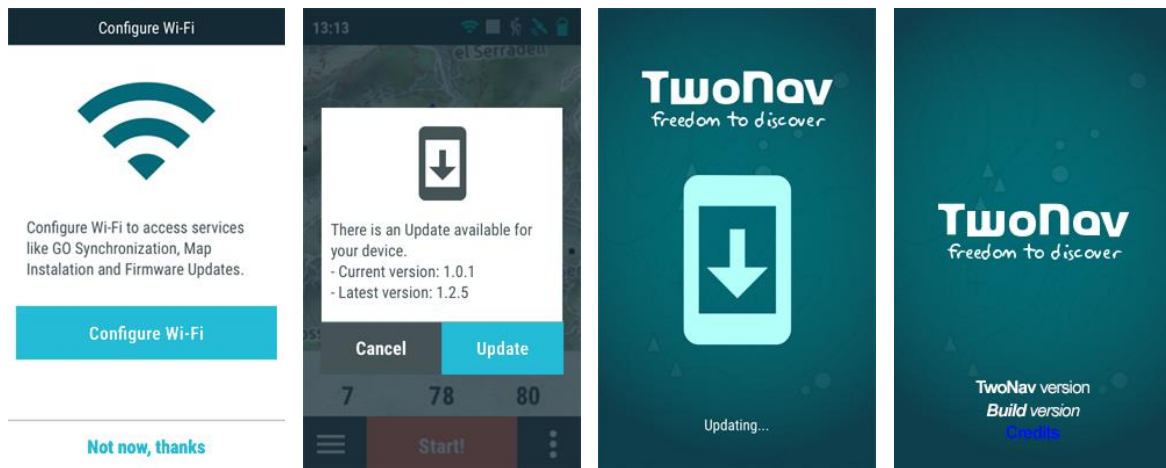 Configure Wi-Fi
Configure Wi-Fi to access services
like GO Synchronization, Map
Instalation and Firmware Updates.
Configure Wi-Fi
Not now, thanks
13:13
el Serradell
There is an Update available for
your device.
- Current version: 1.0.1
- Latest version: 1.2.5
Cancel
Update
7 78 80
Start!
TwoNav
freedom to discover
Updating...
TwoNav
freedom to discover
TwoNav version
Build version
Credits